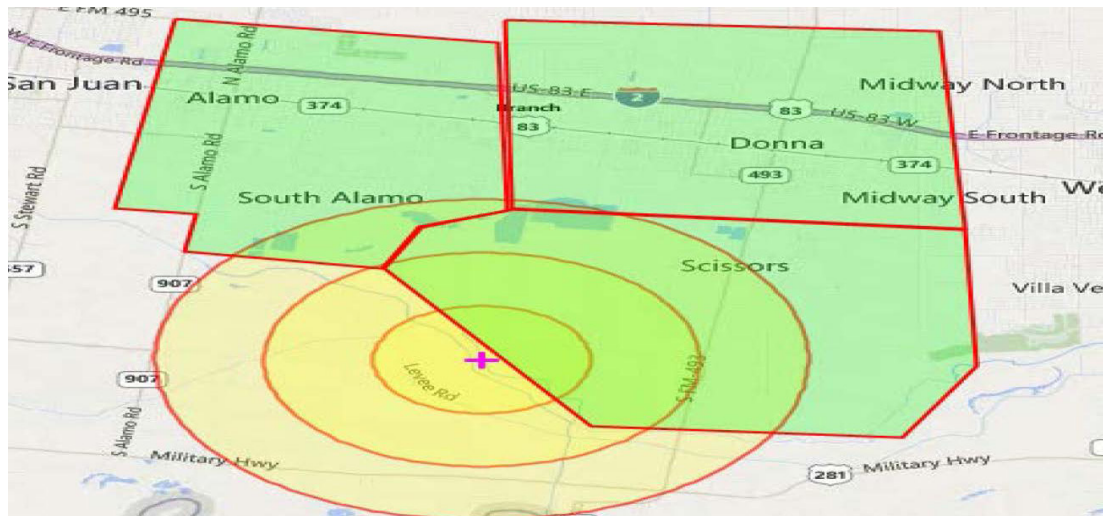 E FM 495
W E Frontage Rd
San Juan
N Alamo Rd
Alamo
374
US-83 E
2
Branch
83
83
US-83 W
Midway North
E Frontage Rd
Donna
374
493
S Stewart Rd
S Alamo Rd
South Alamo
Midway South
We
Scissors
557
907
Villa Ve
907
Levee Rd
S FM-493
S Alamo Rd
Military Hwy
281
Military Hwy